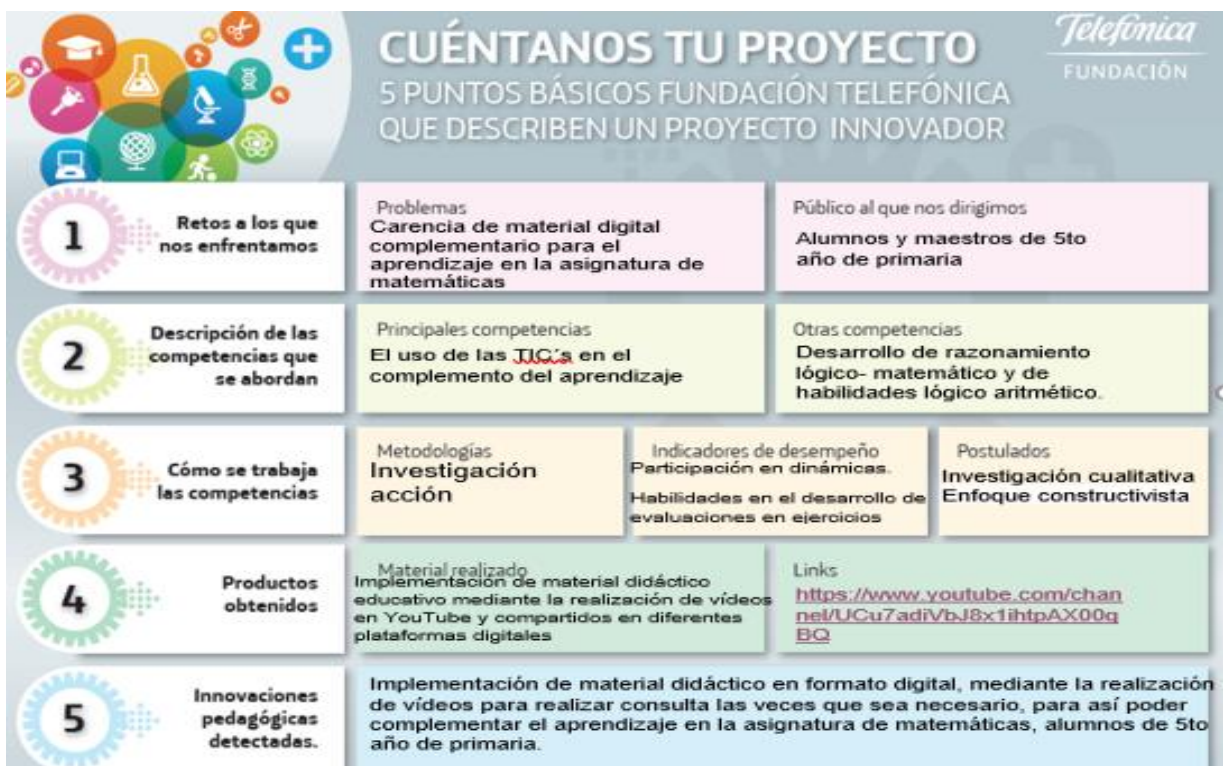 Telefónica
FUNDACIÓN
CUÉNTANOS TU PROYECTO
5 PUNTOS BÁSICOS FUNDACIÓN TELEFÓNICA
QUE DESCRIBEN UN PROYECTO INNOVADOR
1
Retos a los que
nos enfrentamos
Problemas
Carencia de material digital
complementario para el
aprendizaje en la asignatura de
matemáticas
Público al que nos dirigimos
Alumnos y maestros de 5to
año de primaria
2
Descripción de las
competencias que
se abordan
Principales competencias
El uso de las TIC´s en el
complemento del aprendizaje
Otras competencias
Desarrollo de razonamiento
lógico- matemático y de
habilidades lógico aritmético.
3
Cómo se trabaja
las competencias
Metodologías
Investigación
acción
Indicadores de desempeño
Participación en dinámicas.
Habilidades en el desarrollo de
evaluaciones en ejercicios
Postulados
Investigación cualitativa
Enfoque constructivista
4
Productos
obtenidos
Material realizado
Implementación de material didáctico
educativo mediante la realización de vídeos
en YouTube y compartidos en diferentes
plataformas digitales
Links
https://www.youtube.com/chan
nel/UCu7adiVbJ8x1ihtpAX00q
BQ
5
Innovaciones
pedagógicas
detectadas.
Implementación de material didáctico en formato digital, mediante la realización
de vídeos para realizar consulta las veces que sea necesario, para así poder
complementar el aprendizaje en la asignatura de matemáticas, alumnos de 5to
año de primaria.